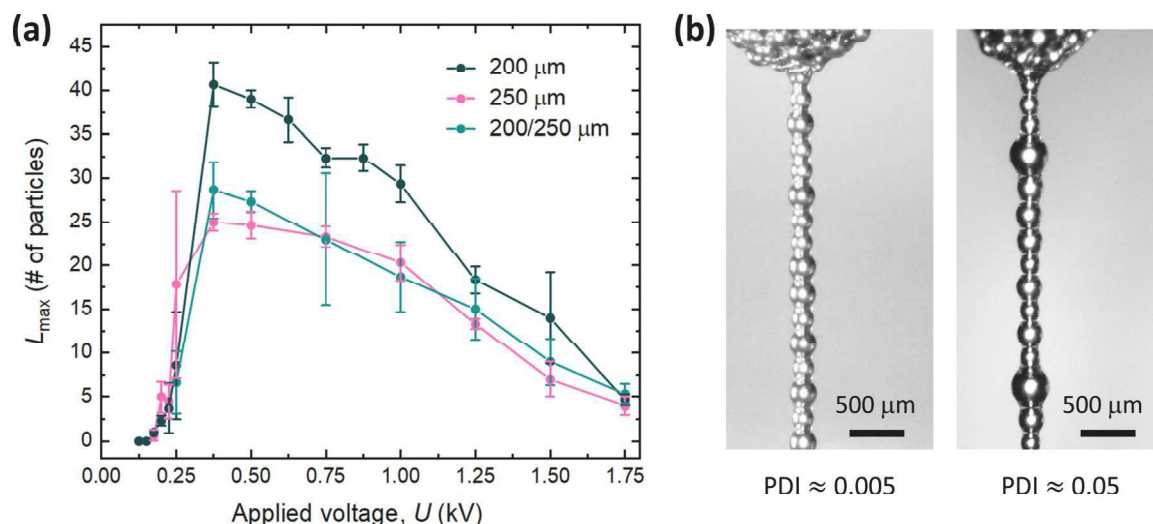 (a)
45
40
35
30
25
20
15
10
5
0
L_max (# of particles)
200 μm
250 μm
200/250 μm
0.00 0.25 0.50 0.75 1.00 1.25 1.50 1.75
Applied voltage, U (kV)
(b)
500 μm 500 μm
PDI ≈ 0.005 PDI ≈ 0.05